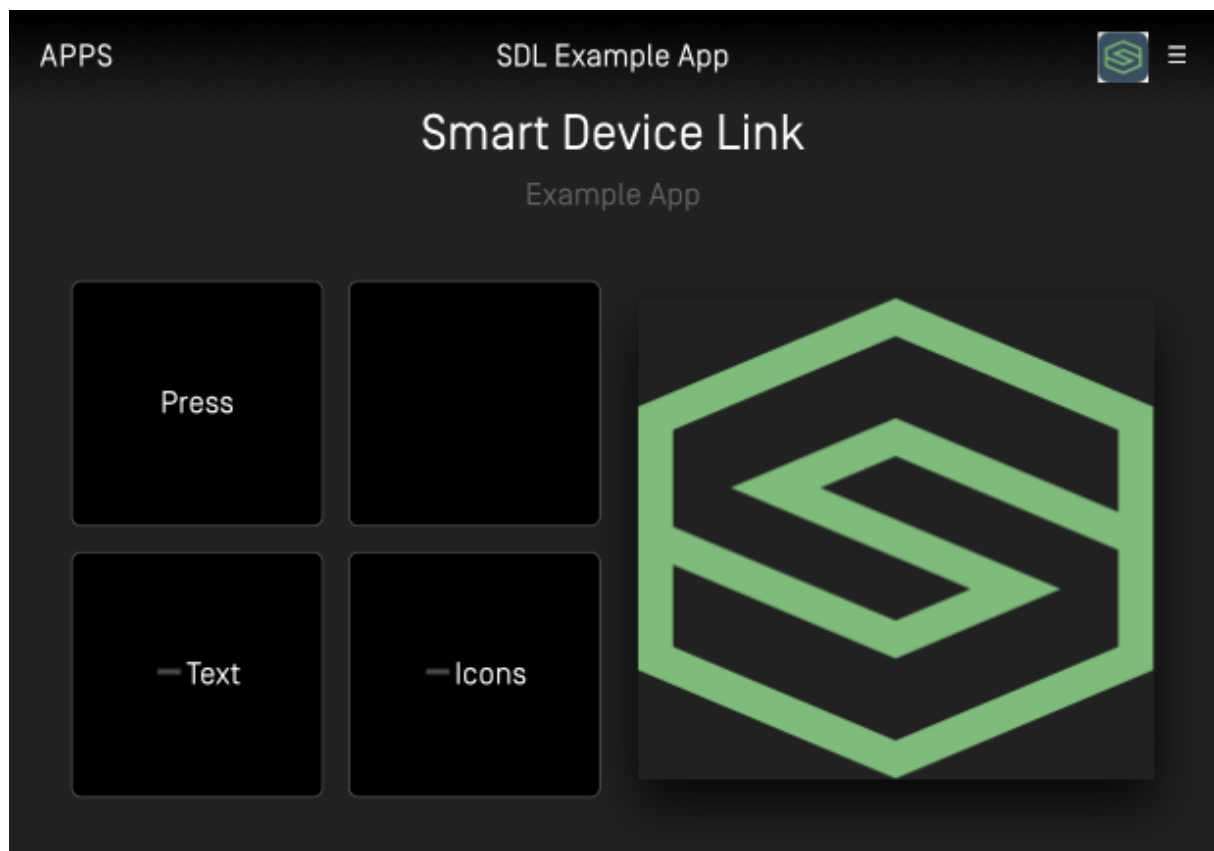 APPS
SDL Example App
Smart Device Link
Example App
Press
Text
Icons